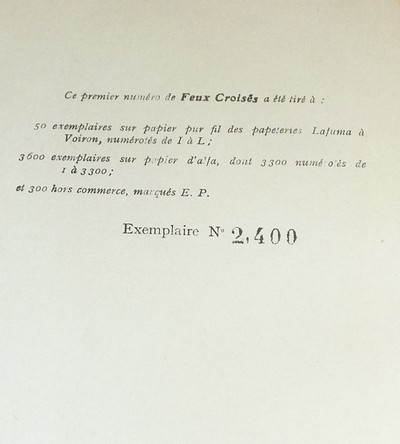 Ce premier numéro de Feux Croisés a été tiré à :
50 exemplaires sur papier pur fil des papeteries Lafuma à
Voiron, numérotés de I à L ;
3600 exemplaires sur papier d'alfa, dont 3300 numé otés de
1 à 3300 ;
et 300 hors commerce, marqués E. P.
Exemplaire N° 2,400